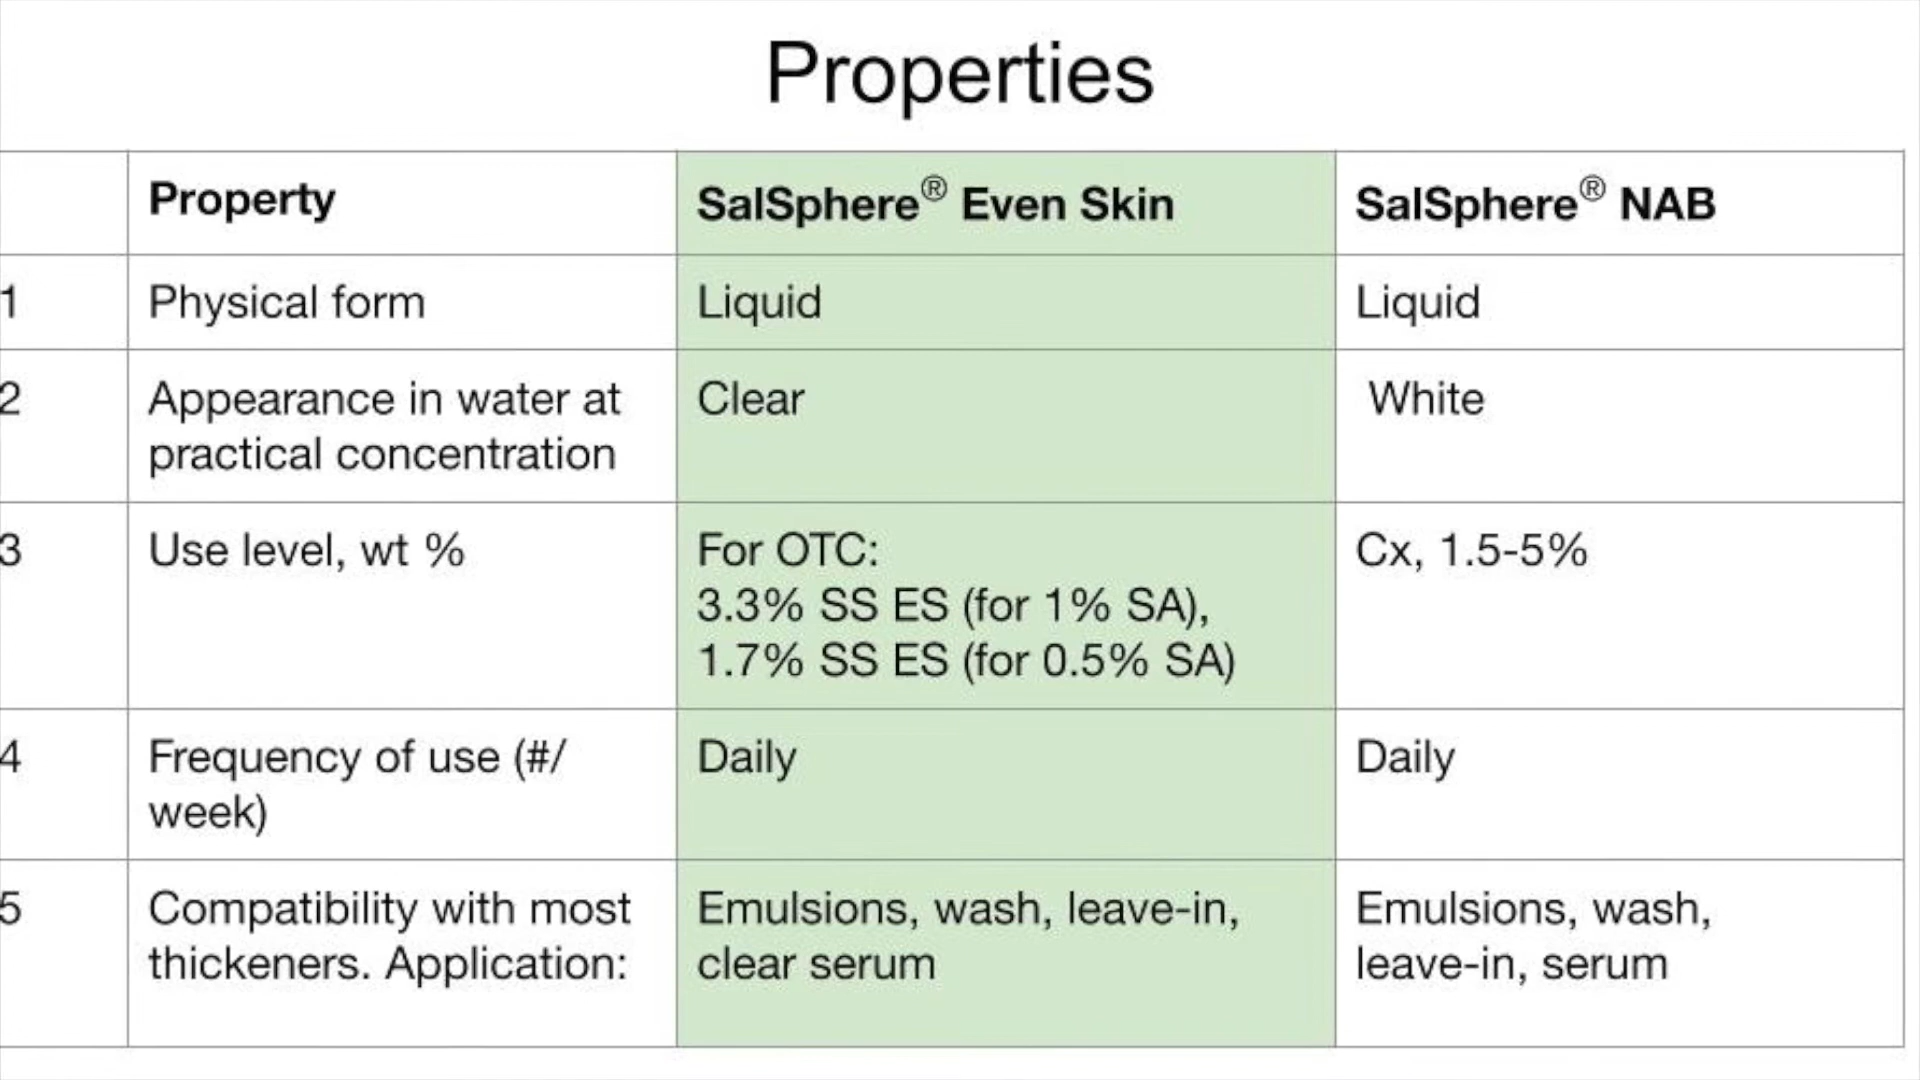 Properties
Property
SalSphere® Even Skin
SalSphere® NAB
1
Physical form
Liquid
Liquid
2
Appearance in water at
practical concentration
Clear
White
3
Use level, wt %
For OTC:
3.3% SS ES (for 1% SA),
1.7% SS ES (for 0.5% SA)
Cx, 1.5-5%
4
Frequency of use (#/
week)
Daily
Daily
5
Compatibility with most
thickeners. Application:
Emulsions, wash, leave-in,
clear serum
Emulsions, wash,
leave-in, serum